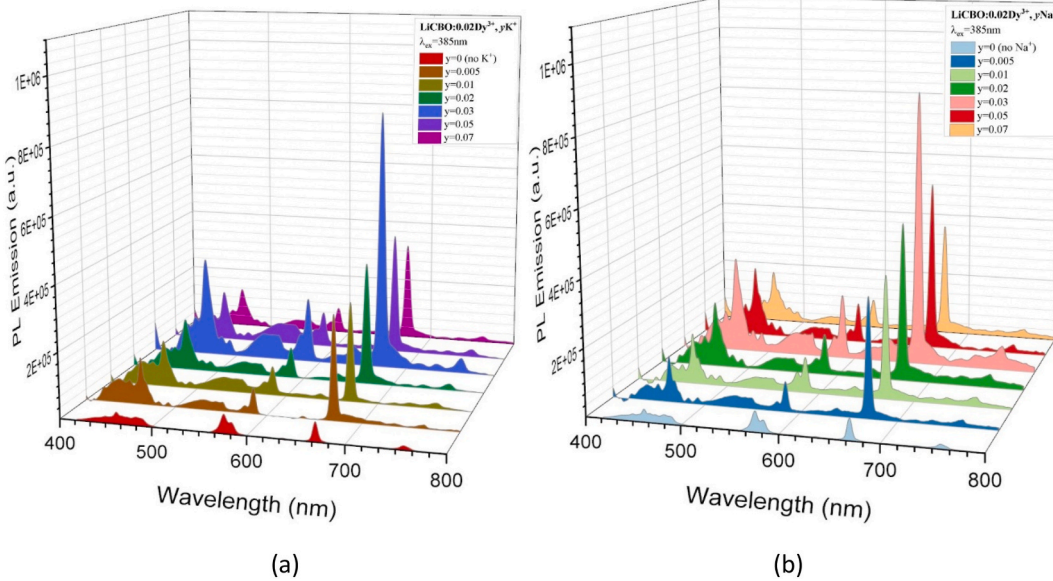 LiCBO:0.02Dy³⁺, yK⁺
λex=385nm
y=0 (no K⁺)
y=0.005
y=0.01
y=0.02
y=0.03
y=0.05
y=0.07
1E+06
8E+05
6E+05
4E+05
2E+05
PL Emission (a.u.)
400
500
600
700
800
Wavelength (nm)
(a)
LiCBO:0.02Dy³⁺, yNa
λex=385nm
y=0 (no Na⁺)
y=0.005
y=0.01
y=0.02
y=0.03
y=0.05
y=0.07
1E+06
8E+05
6E+05
4E+05
2E+05
PL Emission (a.u.)
400
500
600
700
800
Wavelength (nm)
(b)